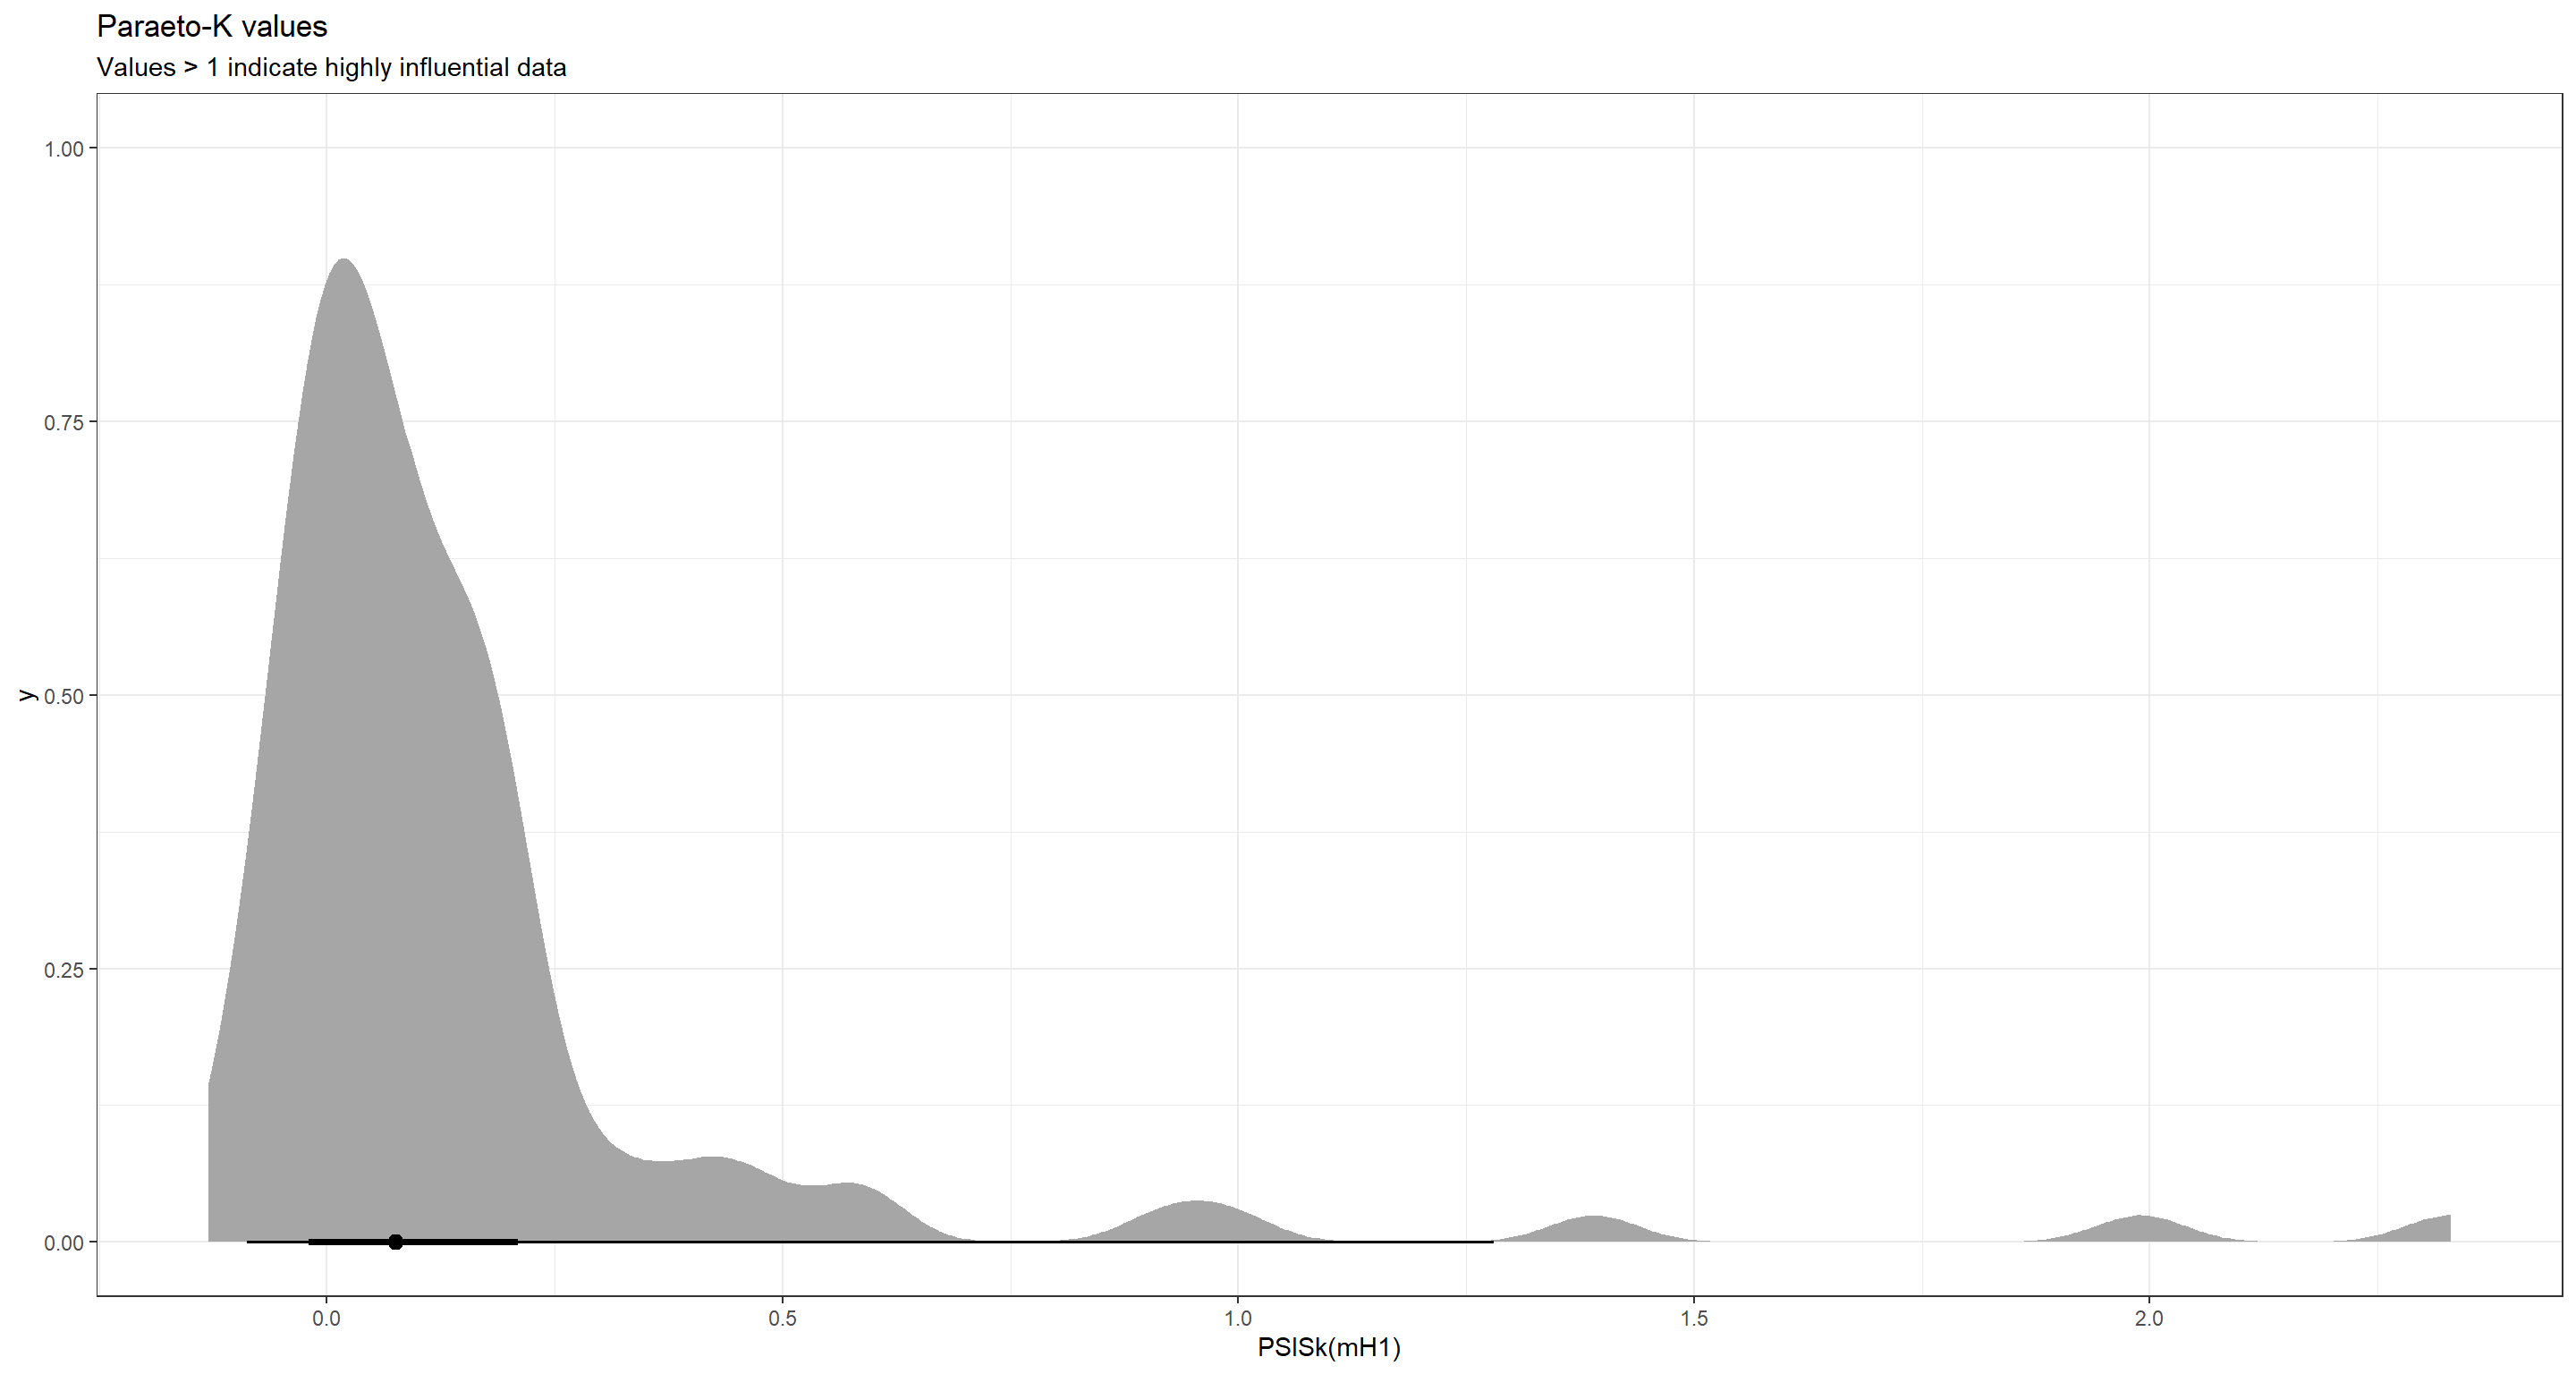 Paraeto-K values
Values > 1 indicate highly influential data
1.00
0.75
0.50
0.25
0.00
y
0.0 0.5 1.0 1.5 2.0
PSISk(mH1)